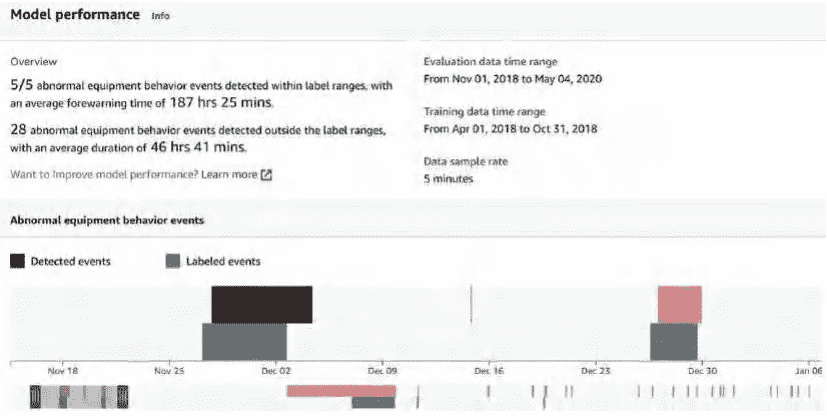 Model performance Info
Overview
5/5 abnormal equipment behavior events detected within label ranges, with
an average forewarning time of 187 hrs 25 mins.
28 abnormal equipment behavior events detected outside the label ranges,
with an average duration of 46 hrs 41 mins.
Want to improve model performance? Learn more
Evaluation data time range
From Nov 01, 2018 to May 04, 2020
Training data time range
From Apr 01, 2018 to Oct 31, 2018
Data sample rate
5 minutes
Abnormal equipment behavior events
Detected events
Labeled events
Nov 18 Nov 25 Dec 02 Dec 09 Dec 16 Dec 23 Dec 30 Jan 06